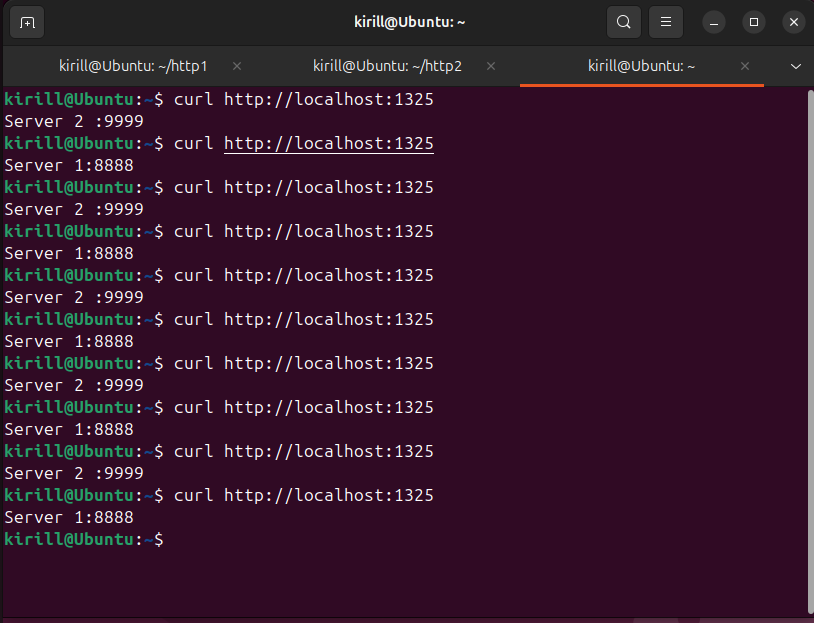 kirill@Ubuntu: ~
kirill@Ubuntu: ~/http1
kirill@Ubuntu: ~/http2
kirill@Ubuntu: ~
kirill@Ubuntu:~$ curl http://localhost:1325
Server 2 :9999
kirill@Ubuntu:~$ curl http://localhost:1325
Server 1:8888
kirill@Ubuntu:~$ curl http://localhost:1325
Server 2 :9999
kirill@Ubuntu:~$ curl http://localhost:1325
Server 1:8888
kirill@Ubuntu:~$ curl http://localhost:1325
Server 2 :9999
kirill@Ubuntu:~$ curl http://localhost:1325
Server 1:8888
kirill@Ubuntu:~$ curl http://localhost:1325
Server 2 :9999
kirill@Ubuntu:~$ curl http://localhost:1325
Server 1:8888
kirill@Ubuntu:~$ curl http://localhost:1325
Server 2 :9999
kirill@Ubuntu:~$ curl http://localhost:1325
Server 1:8888
kirill@Ubuntu:~$